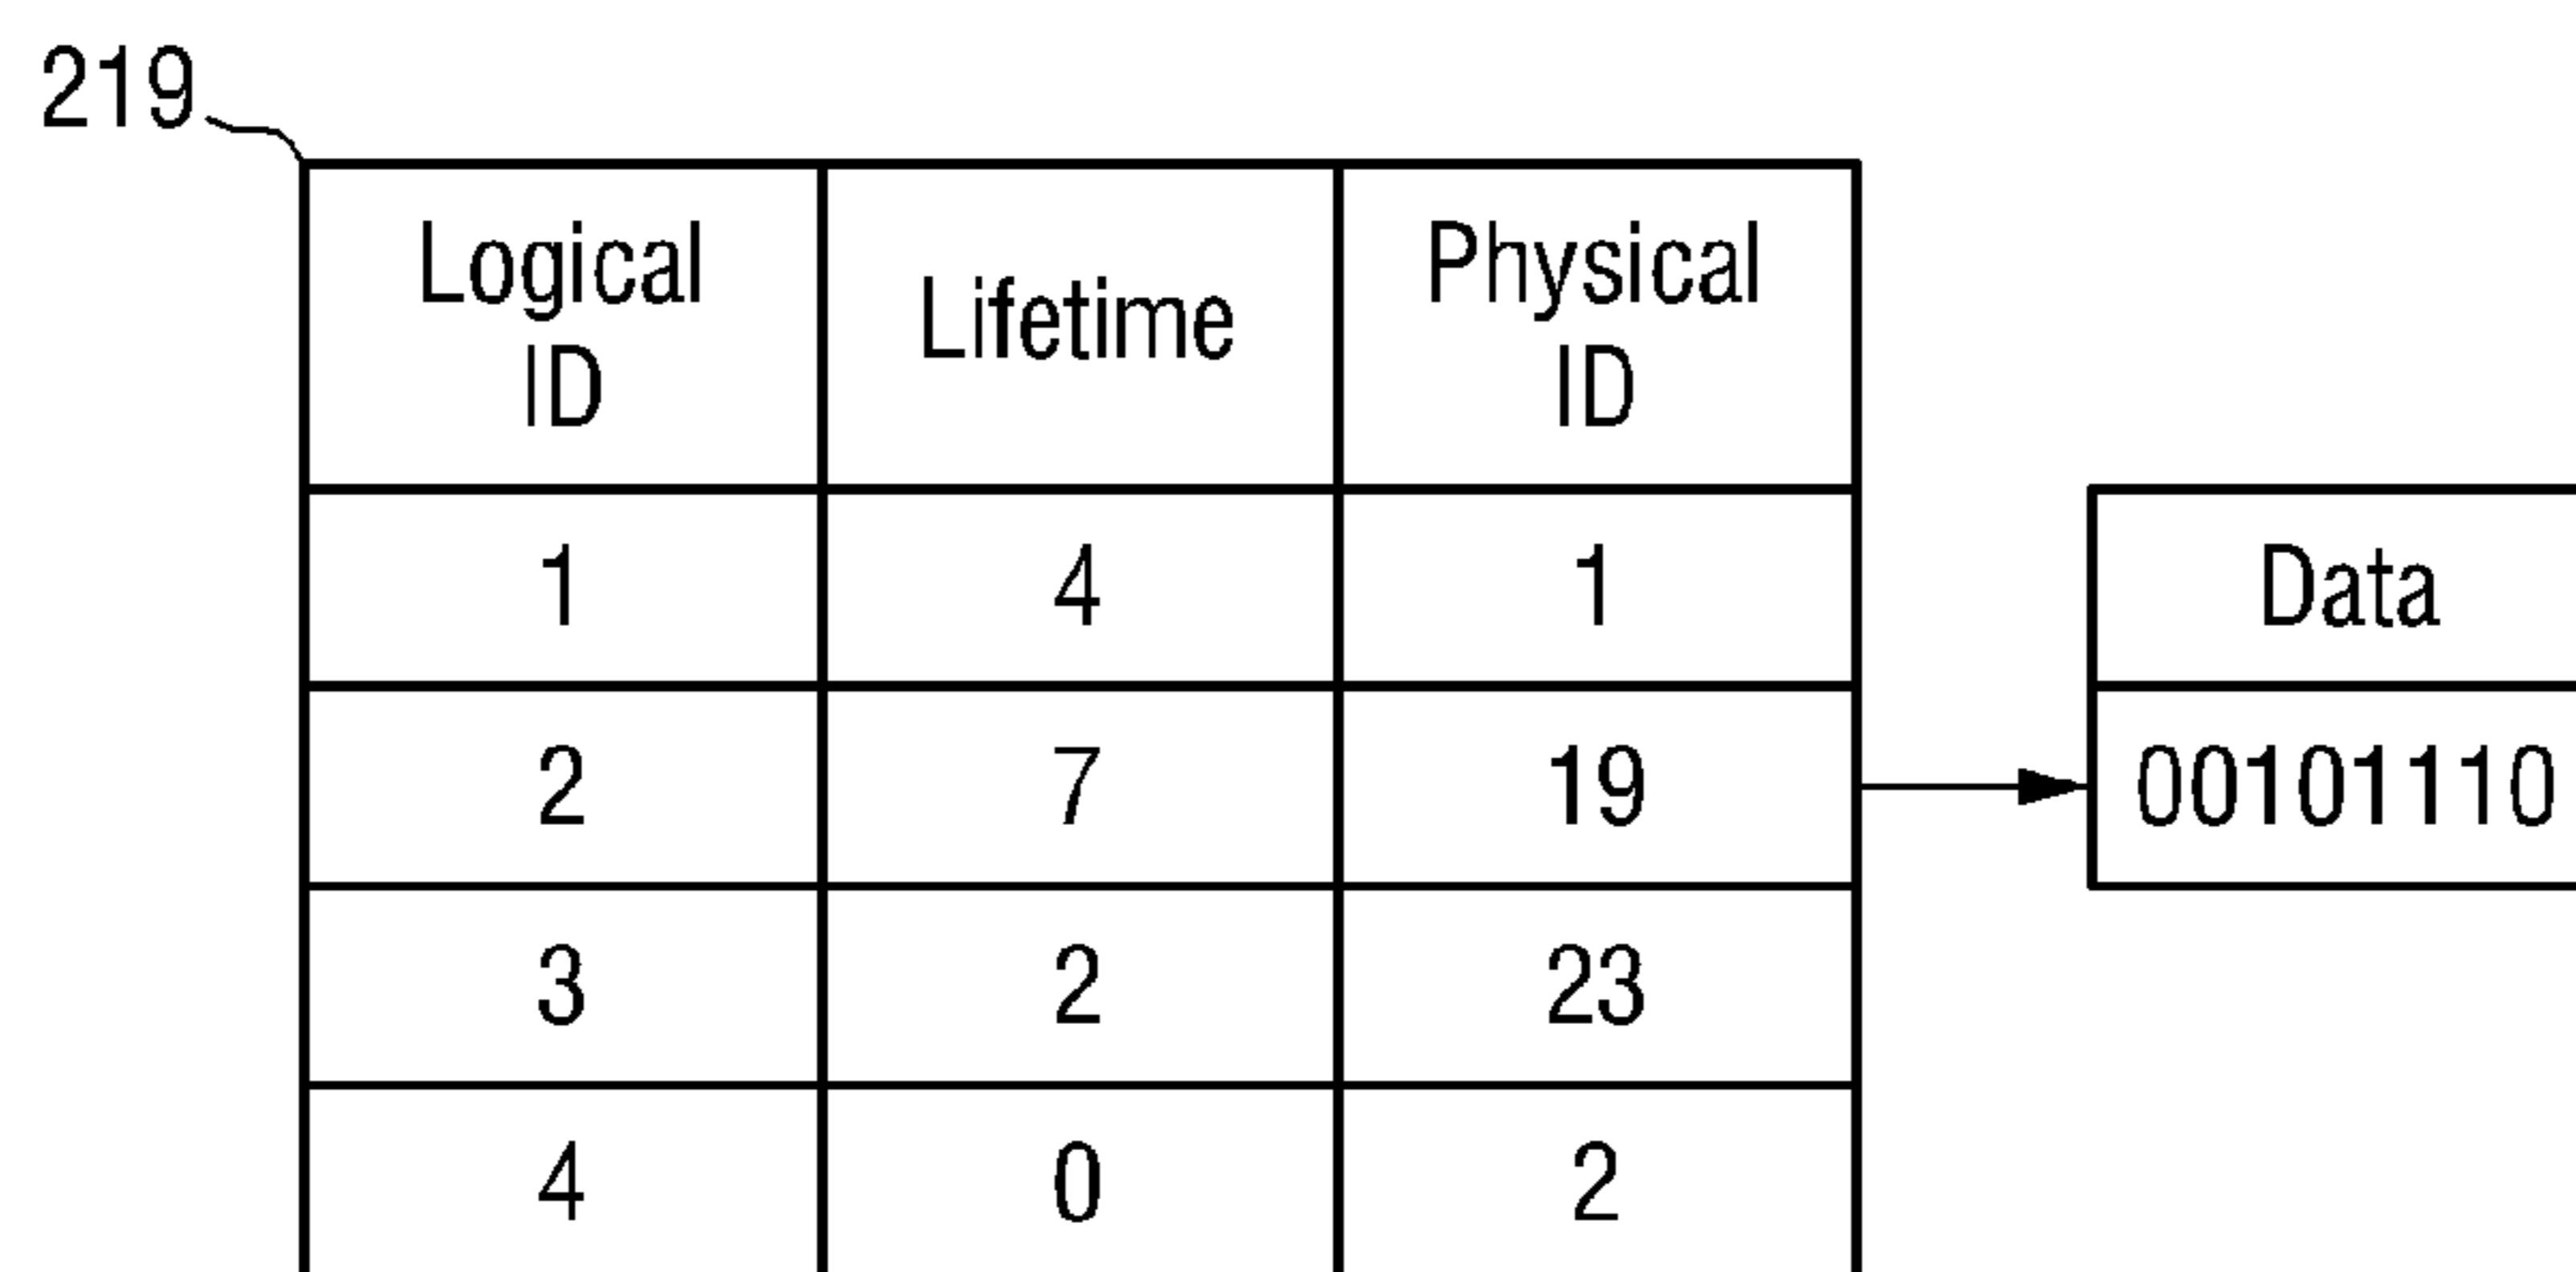 219
Logical ID Lifetime Physical ID
1 4 1 Data
2 7 19 00101110
3 2 23
4 0 2